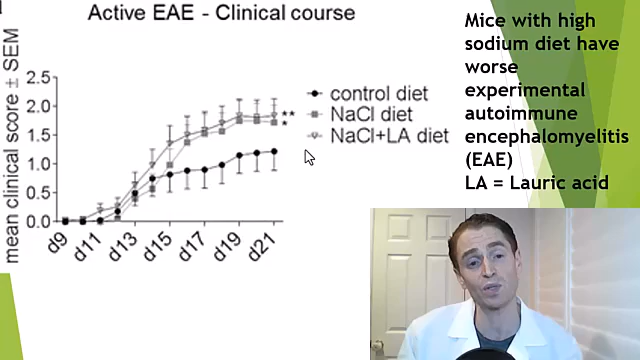 Active EAE - Clinical course
Mice with high
sodium diet have
worse
experimental
autoimmune
encephalomyelitis
(EAE)
LA = Lauric acid
mean clinical score ± SEM
2.5
2.0
1.5
1.0
0.5
0.0
d9
d11
d13
d15
d17
d19
d21
control diet
NaCl diet
NaCl+LA diet
**
*